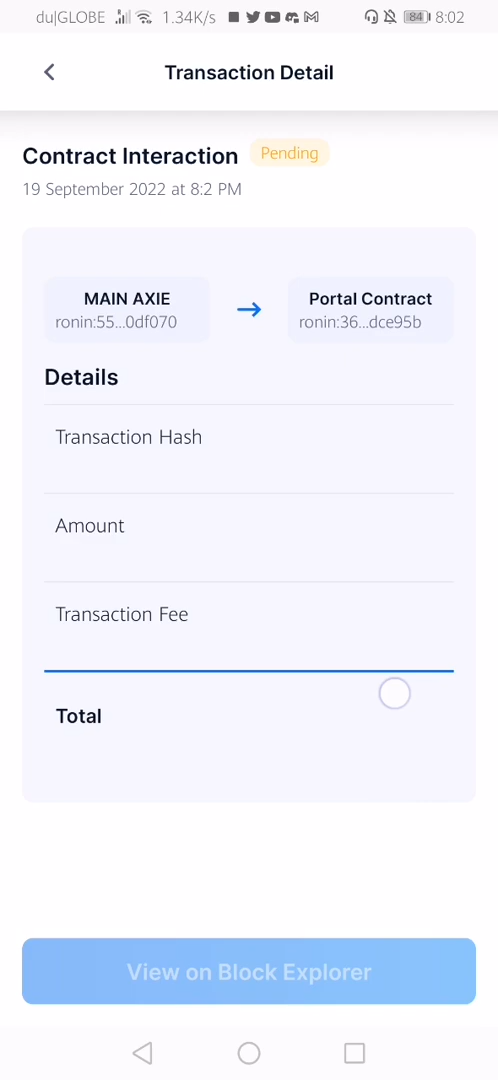 du|GLOBE 1.34K/s 84 8:02
Transaction Detail
Contract Interaction Pending
19 September 2022 at 8:2 PM
MAIN AXIE
ronin:55...0df070
Portal Contract
ronin:36...dce95b
Details
Transaction Hash
Amount
Transaction Fee
Total
View on Block Explorer